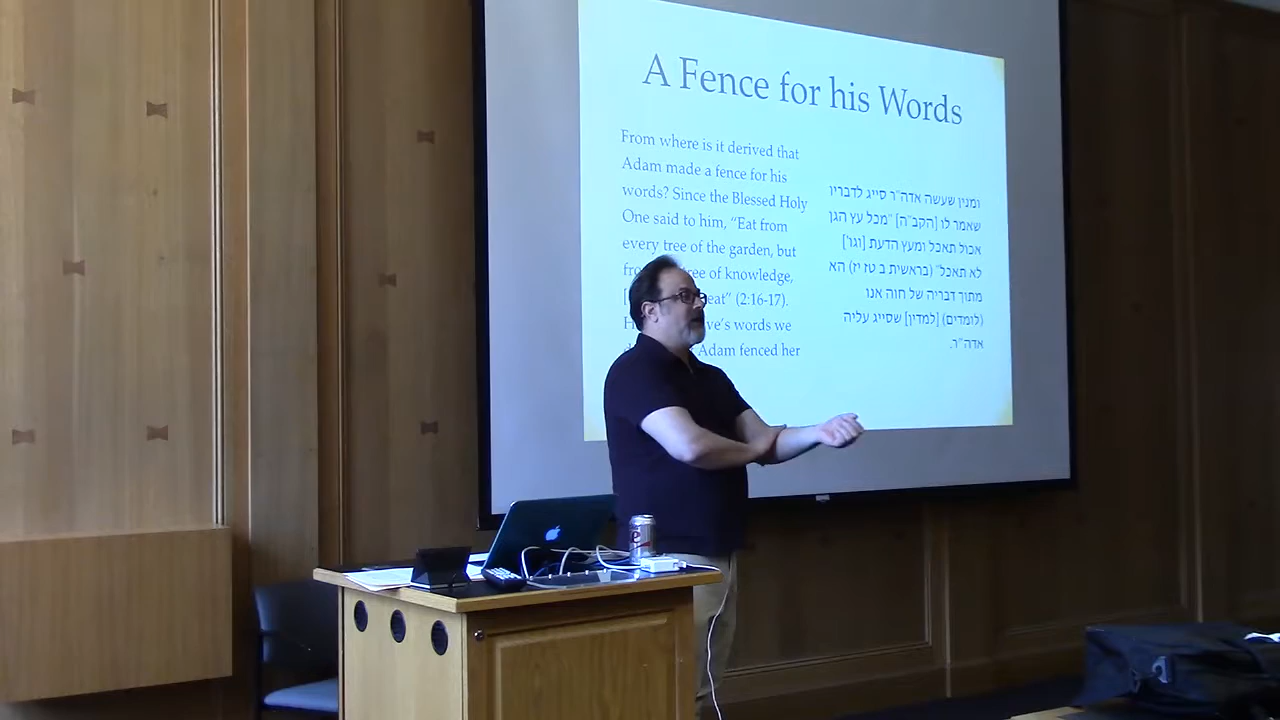 A Fence for his Words
From where is it derived that
Adam made a fence for his
words? Since the Blessed Holy
One said to him, “Eat from
every tree of the garden, but
tree of knowledge,
eat” (2:16-17).
words we
Adam fenced her
ומנין שעשה אדה"ר סייג לדבריו
שאמר לו [הקב"ה] "מכל עץ הגן
אכול תאכל ומעץ הדעת [וגו']
לא תאכל" (בראשית ב טז יז) הא
מתוך דבריה של חוה אנו
(לומדים) [למדין] שסייג עליה
אדה"ר.